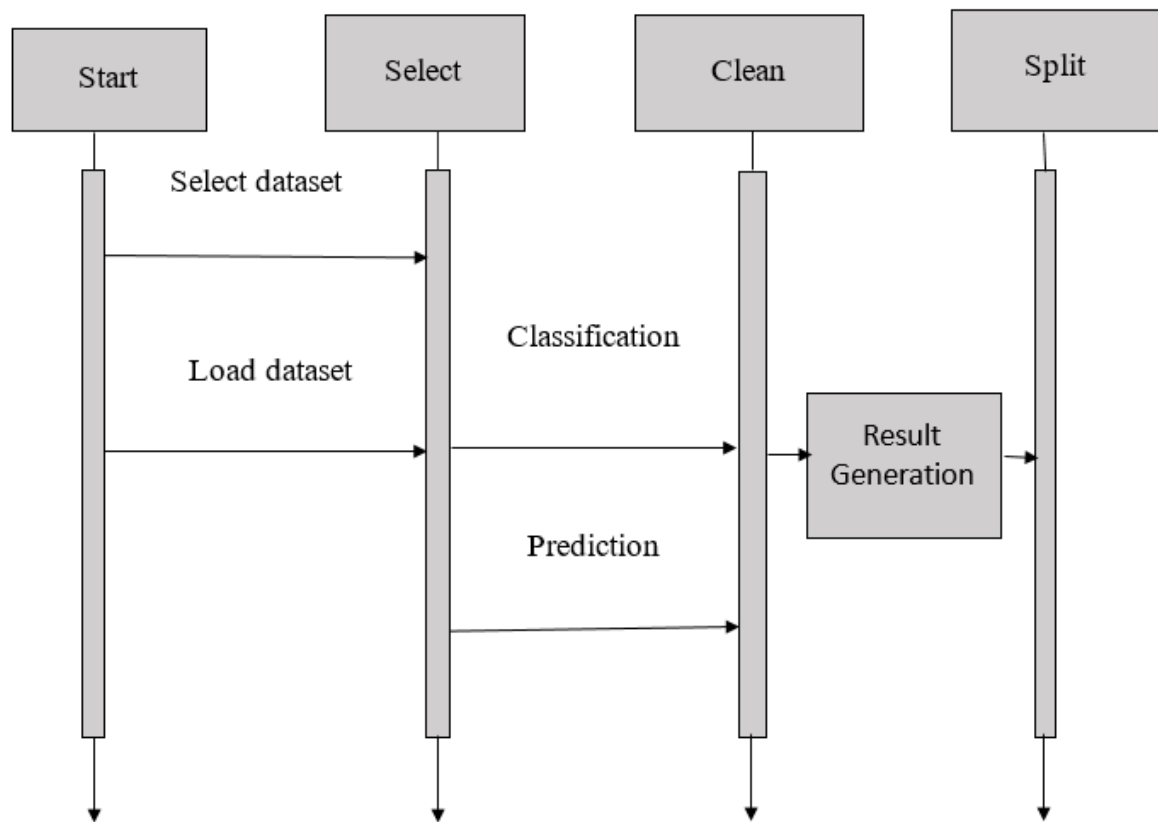 Start
Select
Clean
Split
Select dataset
Classification
Load dataset
Result
Generation
Prediction